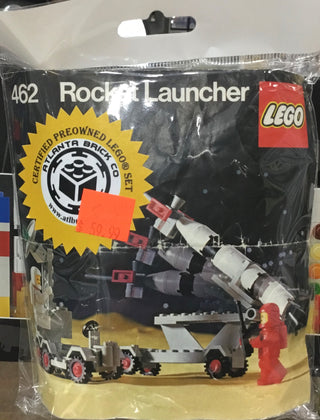 462 Rocket Launcher
LEGO
CERTIFIED PREOWNED LEGO® SET
ATLANTA BRICK CO